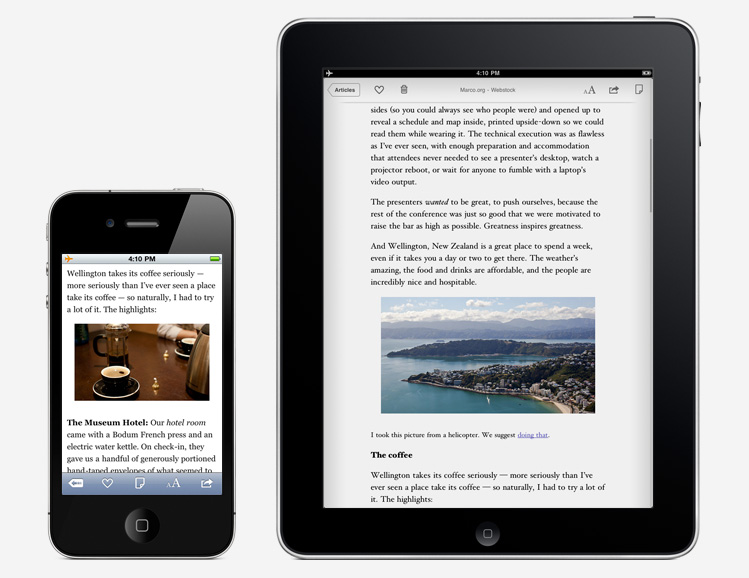 4:10 PM
Wellington takes its coffee seriously —
more seriously than I've ever seen a place
take its coffee — so naturally, I had to try
a lot of it. The highlights:
The Museum Hotel: Our hotel room
came with a Bodum French press and an
electric water kettle. On check-in, they
gave us a handful of generously portioned
hand-taped envelopes of what seemed to
AA
4:10 PM
Articles
Marco.org - Webstock
AA
sides (so you could always see who people were) and opened up to
reveal a schedule and map inside, printed upside-down so we could
read them while wearing it. The technical execution was as flawless
as I've ever seen, with enough preparation and accommodation
that attendees never needed to see a presenter's desktop, watch a
projector reboot, or wait for anyone to fumble with a laptop's
video output.
The presenters wanted to be great, to push ourselves, because the
rest of the conference was just so good that we were motivated to
raise the bar as high as possible. Greatness inspires greatness.
And Wellington, New Zealand is a great place to spend a week,
even if it takes you a day or two to get there. The weather's
amazing, the food and drinks are affordable, and the people are
incredibly nice and hospitable.
I took this picture from a helicopter. We suggest doing that.
The coffee
Wellington takes its coffee seriously — more seriously than I've
ever seen a place take its coffee — so naturally, I had to try a lot of
it. The highlights: